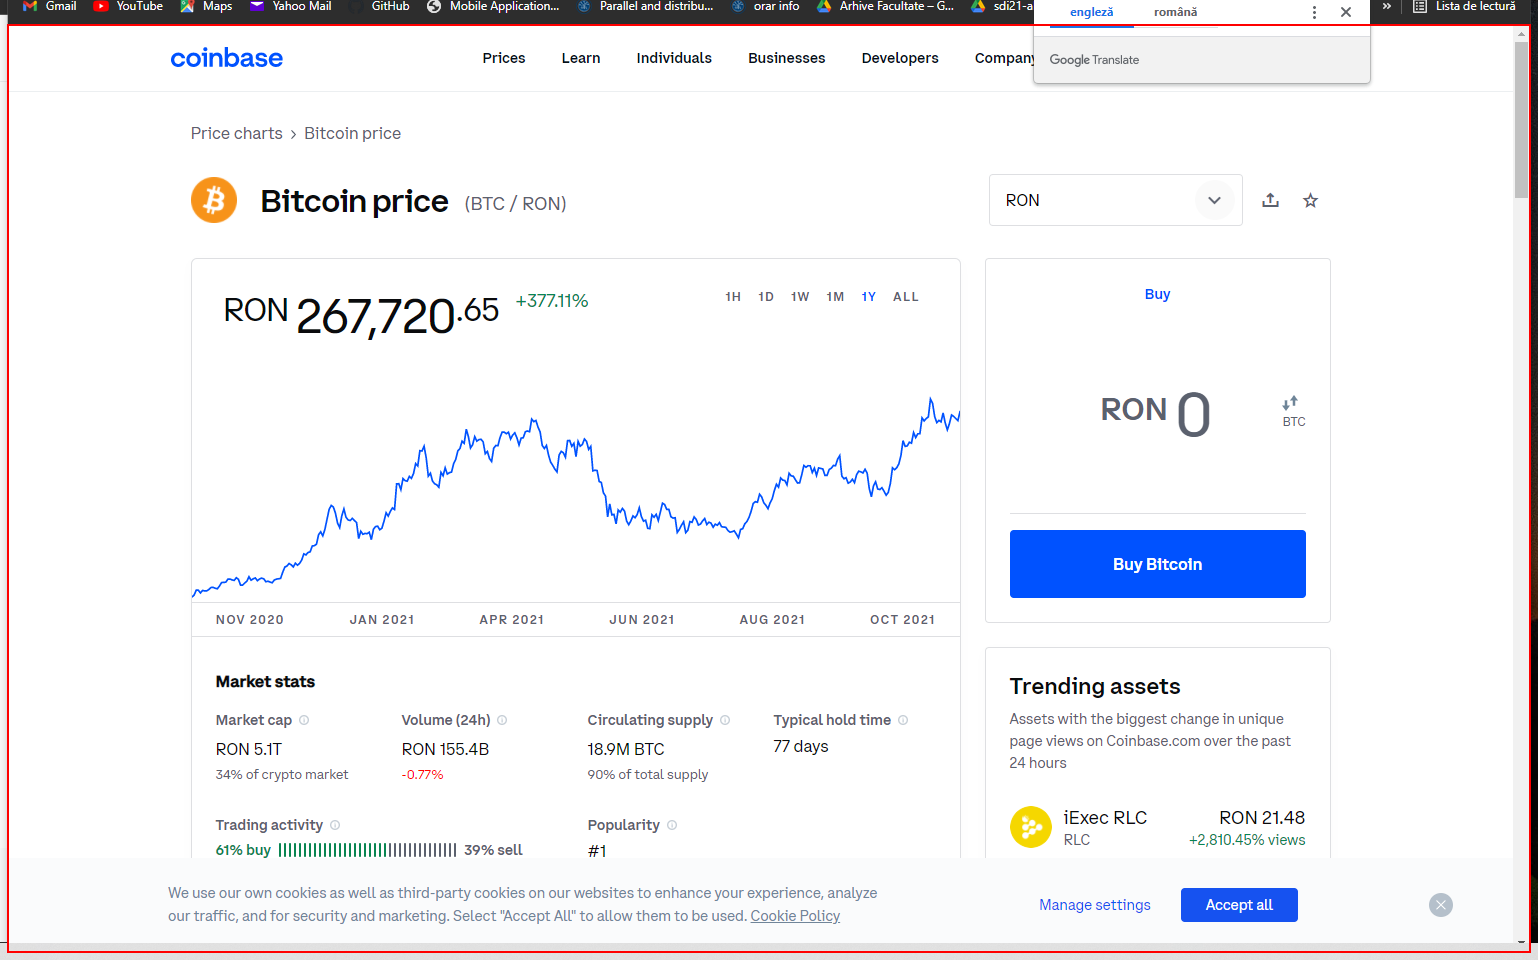 Gmail YouTube Maps Yahoo Mail GitHub Mobile Application... Parallel and distribu... orar info Arhive Facultate – G... sdi21-a » Lista de lectură
engleză română
Google Translate
coinbase Prices Learn Individuals Businesses Developers Company
Price charts › Bitcoin price
Bitcoin price (BTC / RON)
RON
RON 267,720.65 +377.11%
1H 1D 1W 1M 1Y ALL
NOV 2020 JAN 2021 APR 2021 JUN 2021 AUG 2021 OCT 2021
Buy
RON 0
BTC
Buy Bitcoin
Market stats
Market cap Volume (24h) Circulating supply Typical hold time
RON 5.1T RON 155.4B 18.9M BTC 77 days
34% of crypto market -0.77% 90% of total supply
Trading activity Popularity
61% buy 39% sell #1
Trending assets
Assets with the biggest change in unique
page views on Coinbase.com over the past
24 hours
iExec RLC RON 21.48
RLC +2,810.45% views
We use our own cookies as well as third-party cookies on our websites to enhance your experience, analyze
our traffic, and for security and marketing. Select "Accept All" to allow them to be used. Cookie Policy
Manage settings Accept all